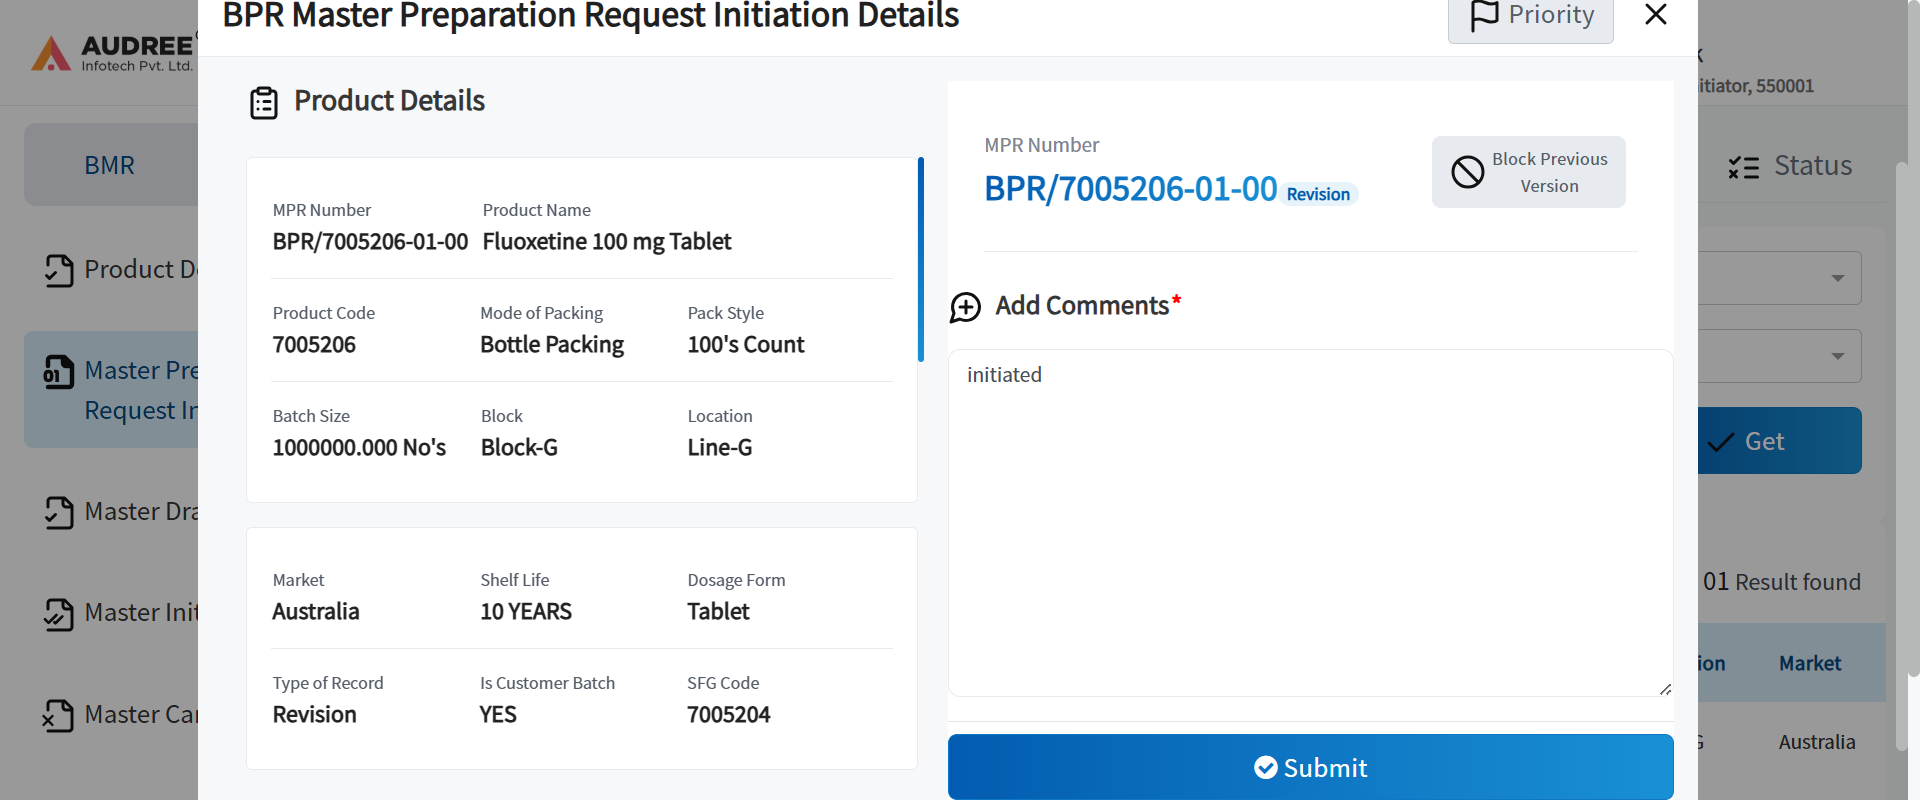 BPR Master Preparation Request Initiation Details
Priority
AUDREE
Infotech Pvt. Ltd.
itiator, 550001
BMR
Product D
Master Pre
Request In
Master Dra
Master Init
Master Can
Product Details
MPR Number
BPR/7005206-01-00
Product Name
Fluoxetine 100 mg Tablet
Product Code
7005206
Mode of Packing
Bottle Packing
Pack Style
100's Count
Batch Size
1000000.000 No's
Block
Block-G
Location
Line-G
Market
Australia
Shelf Life
10 YEARS
Dosage Form
Tablet
Type of Record
Revision
Is Customer Batch
YES
SFG Code
7005204
MPR Number
BPR/7005206-01-00 Revision
Block Previous
Version
Add Comments*
initiated
Submit
Status
Get
01 Result found
ion
Market
Australia